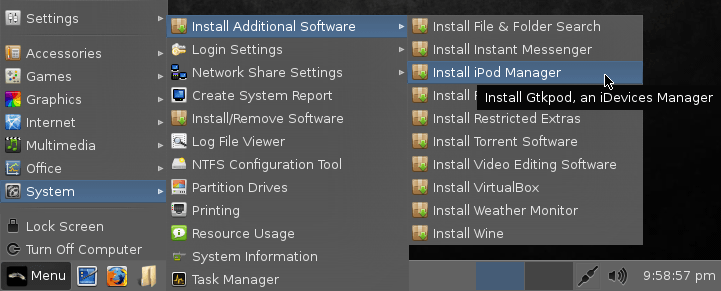 Settings
Accessories
Games
Graphics
Internet
Multimedia
Office
System
Lock Screen
Turn Off Computer
Install Additional Software
Login Settings
Network Share Settings
Create System Report
Install/Remove Software
Log File Viewer
NTFS Configuration Tool
Partition Drives
Printing
Resource Usage
System Information
Task Manager
Install File & Folder Search
Install Instant Messenger
Install iPod Manager
Install
Install Gtkpod, an iDevices Manager
Install Restricted Extras
Install Torrent Software
Install Video Editing Software
Install VirtualBox
Install Weather Monitor
Install Wine
Menu
9:58:57 pm